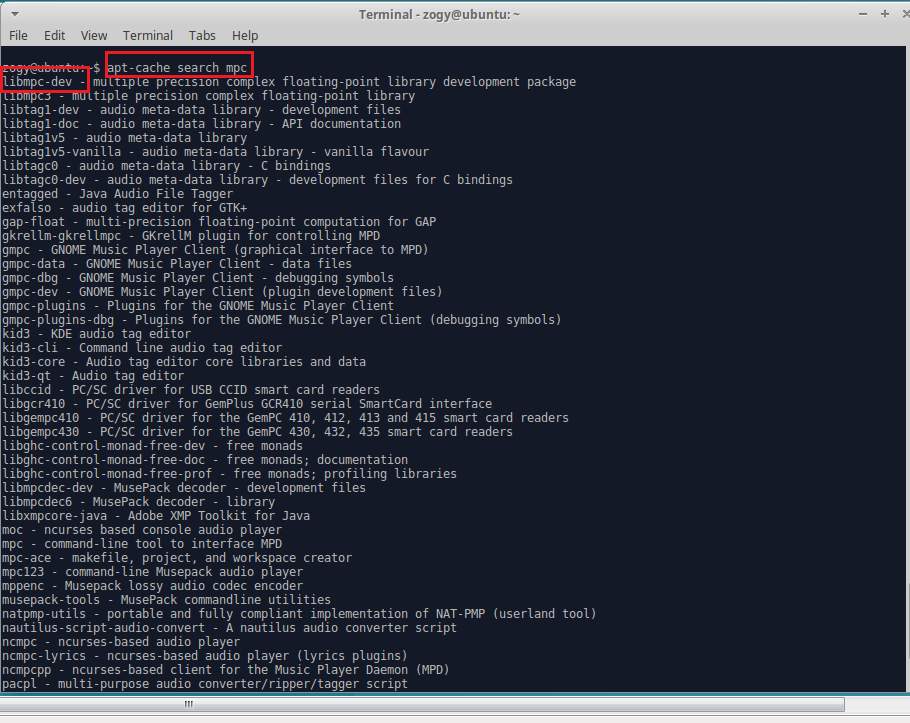 Terminal - zogy@ubuntu: ~
File Edit View Terminal Tabs Help
zogy@ubuntu:~$ apt-cache search mpc
libmpc-dev - multiple precision complex floating-point library development package
libmpc3 - multiple precision complex floating-point library
libtag1-dev - audio meta-data library - development files
libtag1-doc - audio meta-data library - API documentation
libtag1v5 - audio meta-data library
libtag1v5-vanilla - audio meta-data library - vanilla flavour
libtagc0 - audio meta-data library - C bindings
libtagc0-dev - audio meta-data library - development files for C bindings
entagged - Java Audio File Tagger
exfalso - audio tag editor for GTK+
gap-float - multi-precision floating-point computation for GAP
gkrellm-gkrellmpc - GKrellM plugin for controlling MPD
gmpc - GNOME Music Player Client (graphical interface to MPD)
gmpc-data - GNOME Music Player Client - data files
gmpc-dbg - GNOME Music Player Client - debugging symbols
gmpc-dev - GNOME Music Player Client (plugin development files)
gmpc-plugins - Plugins for the GNOME Music Player Client
gmpc-plugins-dbg - Plugins for the GNOME Music Player Client (debugging symbols)
kid3 - KDE audio tag editor
kid3-cli - Command line audio tag editor
kid3-core - Audio tag editor core libraries and data
kid3-qt - Audio tag editor
libccid - PC/SC driver for USB CCID smart card readers
libgcr410 - PC/SC driver for GemPlus GCR410 serial SmartCard interface
libgempc410 - PC/SC driver for the GemPC 410, 412, 413 and 415 smart card readers
libgempc430 - PC/SC driver for the GemPC 430, 432, 435 smart card readers
libghc-control-monad-free-dev - free monads
libghc-control-monad-free-doc - free monads; documentation
libghc-control-monad-free-prof - free monads; profiling libraries
libmpcdec-dev - MusePack decoder - development files
libmpcdec6 - MusePack decoder - library
libxmpcore-java - Adobe XMP Toolkit for Java
moc - ncurses based console audio player
mpc - command-line tool to interface MPD
mpc-ace - makefile, project, and workspace creator
mpc123 - command-line Musepack audio player
mppenc - Musepack lossy audio codec encoder
musepack-tools - MusePack commandline utilities
natpmp-utils - portable and fully compliant implementation of NAT-PMP (userland tool)
nautilus-script-audio-convert - A nautilus audio converter script
ncmpc - ncurses-based audio player
ncmpc-lyrics - ncurses-based audio player (lyrics plugins)
ncmpcpp - ncurses-based client for the Music Player Daemon (MPD)
pacpl - multi-purpose audio converter/ripper/tagger script